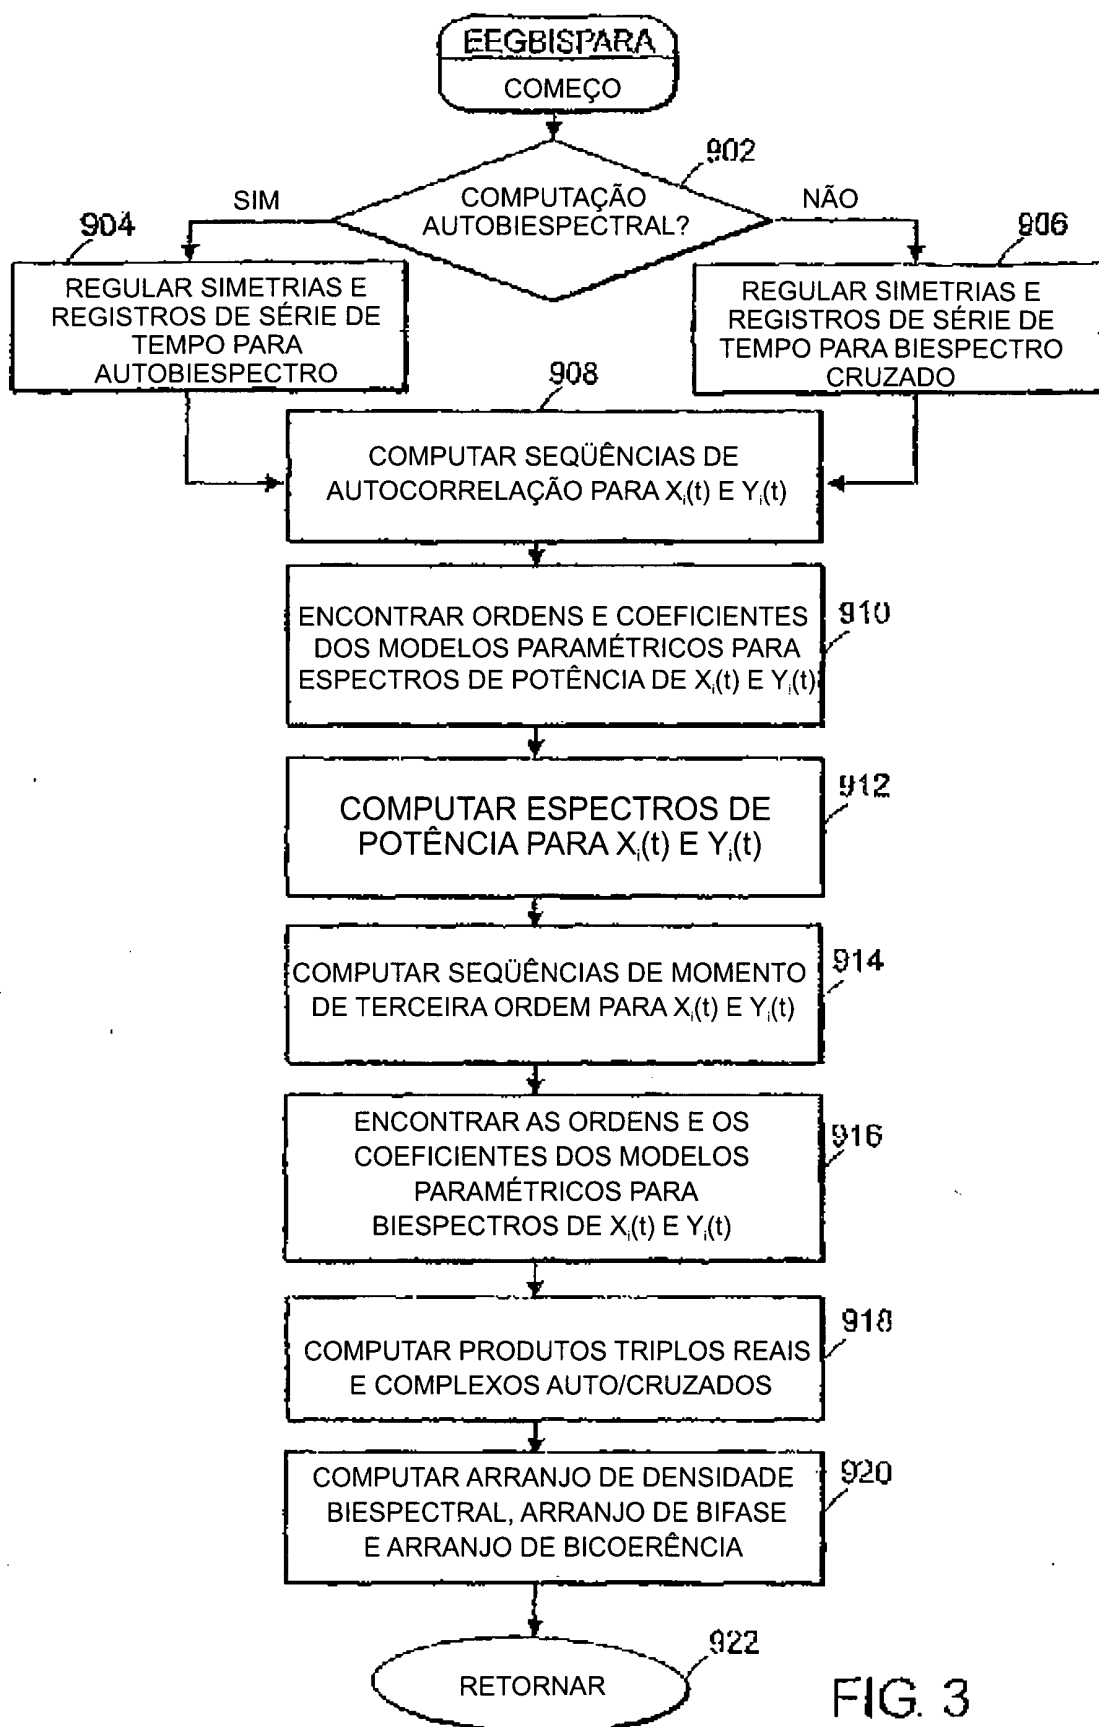 EEGBISPARA
COMEÇO
902
COMPUTAÇÃO
AUTOBIESPECTRAL?
SIM
NÃO
904
REGULAR SIMETRIAS E
REGISTROS DE SÉRIE DE
TEMPO PARA
AUTOBIESPECTRO
906
REGULAR SIMETRIAS E
REGISTROS DE SÉRIE DE
TEMPO PARA BIESPECTRO
CRUZADO
908
COMPUTAR SEQÜÊNCIAS DE
AUTOCORRELAÇÃO PARA Xᵢ(t) E Yᵢ(t)
910
ENCONTRAR ORDENS E COEFICIENTES
DOS MODELOS PARAMÉTRICOS PARA
ESPECTROS DE POTÊNCIA DE Xᵢ(t) E Yᵢ(t)
912
COMPUTAR ESPECTROS DE
POTÊNCIA PARA Xᵢ(t) E Yᵢ(t)
914
COMPUTAR SEQÜÊNCIAS DE MOMENTO
DE TERCEIRA ORDEM PARA Xᵢ(t) E Yᵢ(t)
916
ENCONTRAR AS ORDENS E OS
COEFICIENTES DOS MODELOS
PARAMÉTRICOS PARA
BIESPECTROS DE Xᵢ(t) E Yᵢ(t)
918
COMPUTAR PRODUTOS TRIPLOS REAIS
E COMPLEXOS AUTO/CRUZADOS
920
COMPUTAR ARRANJO DE DENSIDADE
BIESPECTRAL, ARRANJO DE BIFASE
E ARRANJO DE BICOERÊNCIA
922
RETORNAR
FIG. 3